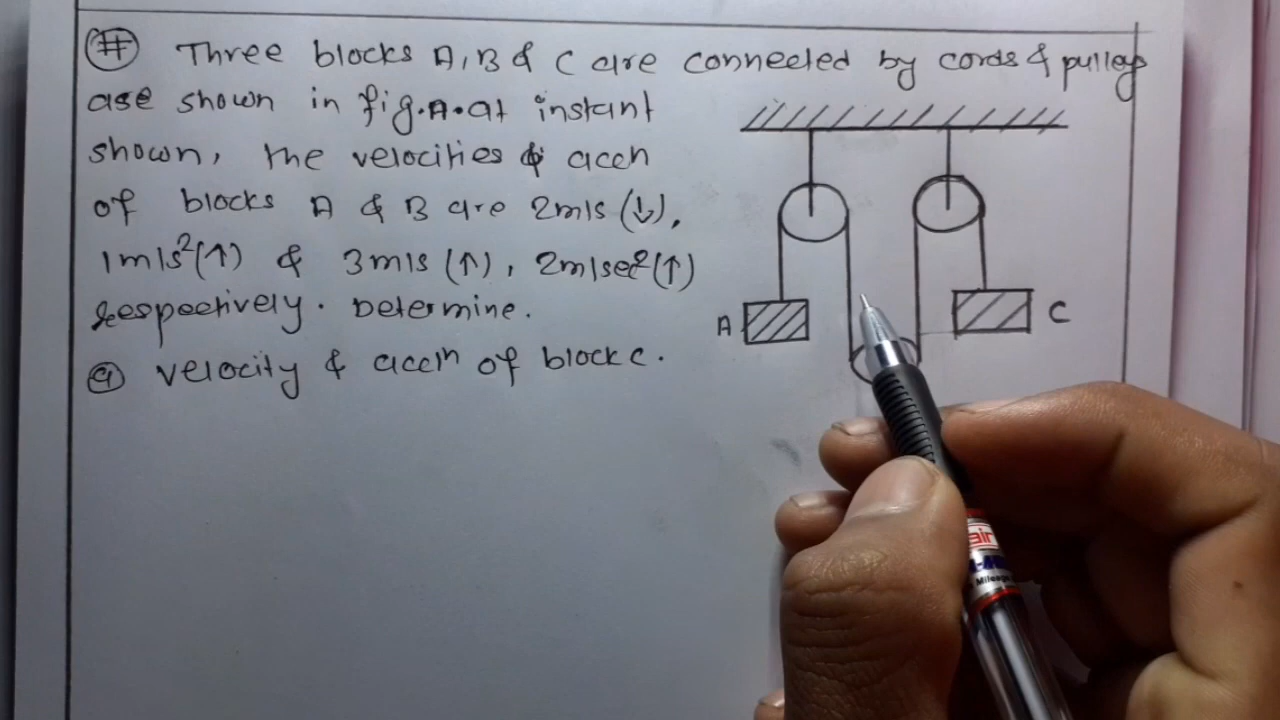 # Three blocks A, B & C are connected by cords & pulleys
are shown in fig. A. at instant
shown, the velocities & accn
of blocks A & B are 2m/s (↓),
1m/s²(↑) & 3m/s (↑), 2m/sec²(↑)
respectively. Determine.
ⓐ velocity & accn of block c.
A
C